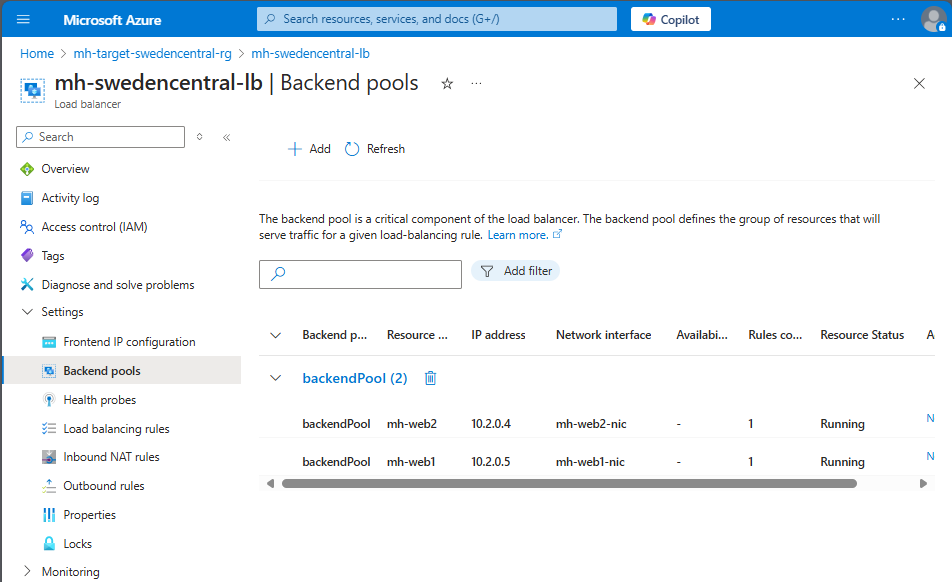 Microsoft Azure
Search resources, services, and docs (G+/)
Copilot
...
Home > mh-target-swedencentral-rg > mh-swedencentral-lb
mh-swedencentral-lb | Backend pools
...
Load balancer
Search
«
Overview
Activity log
Access control (IAM)
Tags
Diagnose and solve problems
Settings
Frontend IP configuration
Backend pools
Health probes
Load balancing rules
Inbound NAT rules
Outbound rules
Properties
Locks
Monitoring
+ Add
Refresh
The backend pool is a critical component of the load balancer. The backend pool defines the group of resources that will
serve traffic for a given load-balancing rule. Learn more.
Add filter
Backend p... Resource ... IP address Network interface Availabi... Rules co... Resource Status A
backendPool (2)
backendPool mh-web2 10.2.0.4 mh-web2-nic - 1 Running N
backendPool mh-web1 10.2.0.5 mh-web1-nic - 1 Running N